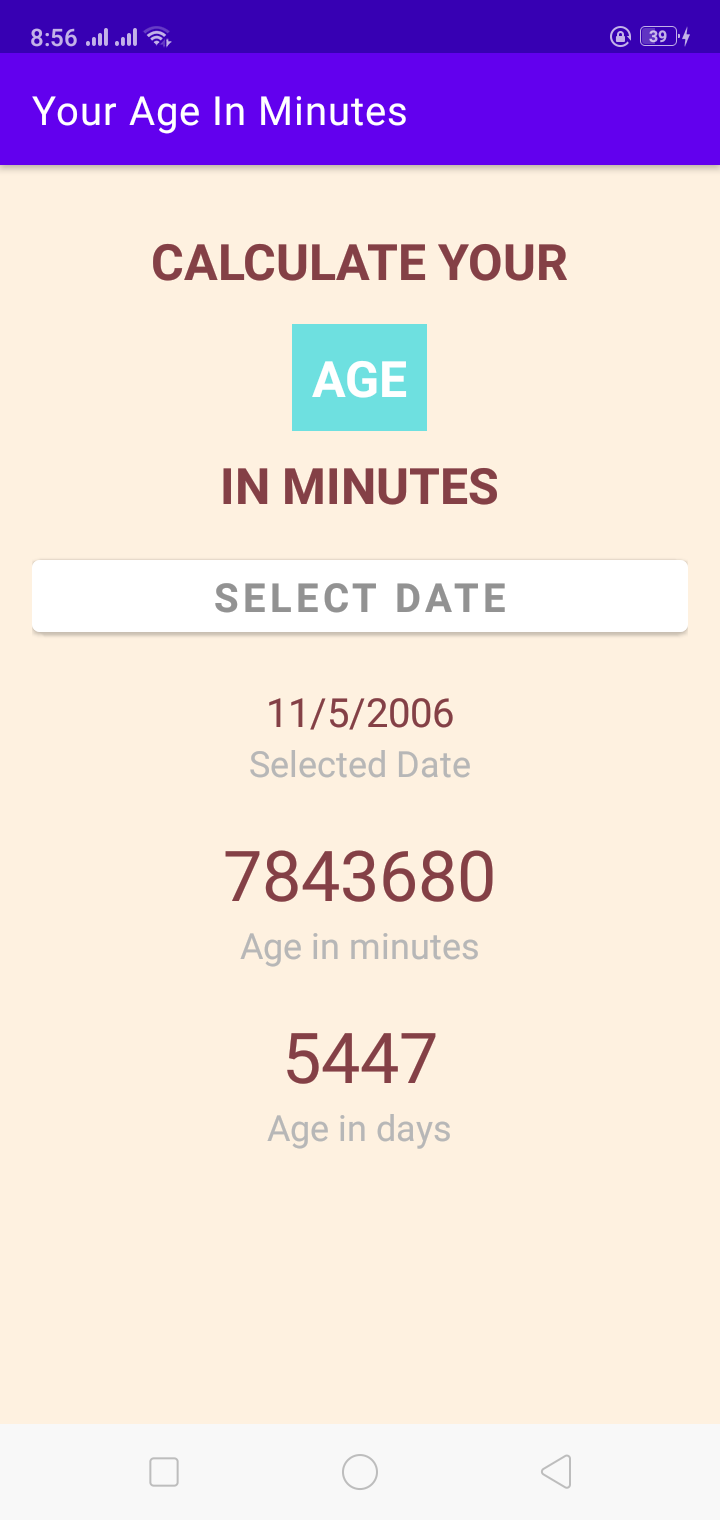 8:56
39
Your Age In Minutes
CALCULATE YOUR
AGE
IN MINUTES
SELECT DATE
11/5/2006
Selected Date
7843680
Age in minutes
5447
Age in days